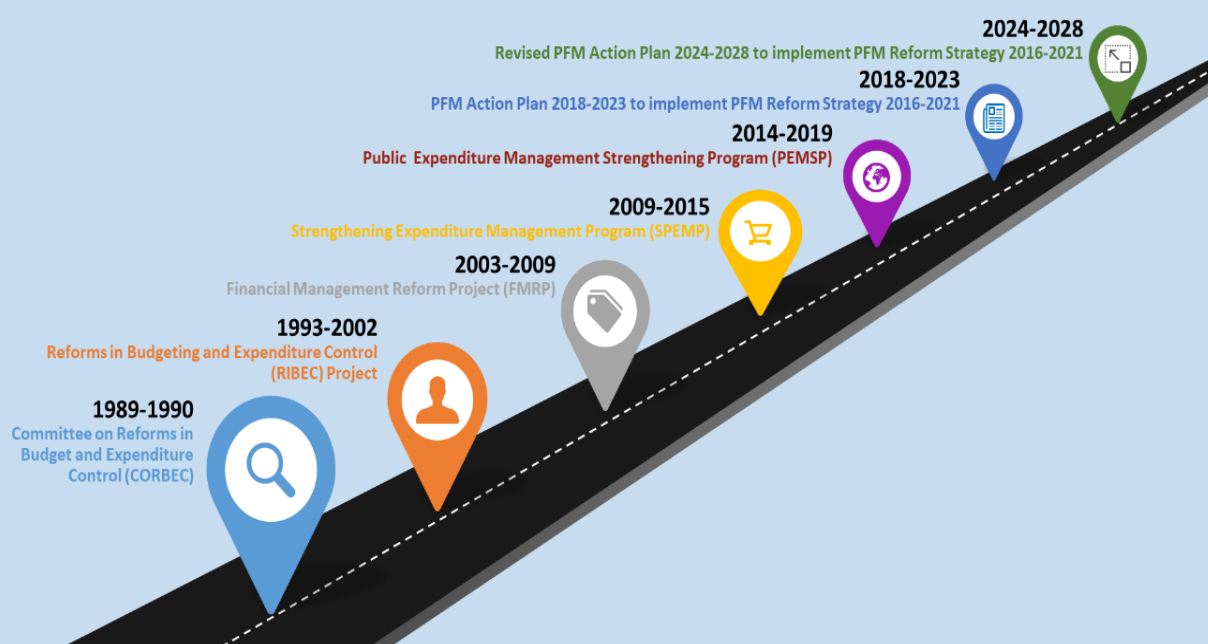 2024-2028
Revised PFM Action Plan 2024-2028 to implement PFM Reform Strategy 2016-2021
2018-2023
PFM Action Plan 2018-2023 to implement PFM Reform Strategy 2016-2021
2014-2019
Public Expenditure Management Strengthening Program (PEMSP)
2009-2015
Strengthening Expenditure Management Program (SPEMP)
2003-2009
Financial Management Reform Project (FMRP)
1993-2002
Reforms in Budgeting and Expenditure Control
(RIBEC) Project
1989-1990
Committee on Reforms in
Budget and Expenditure
Control (CORBEC)